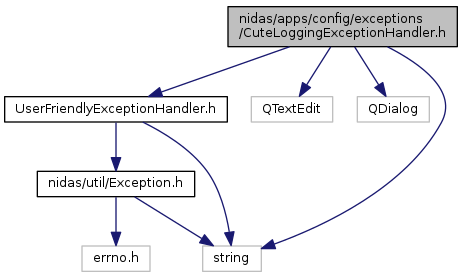 nidas/apps/config/exceptions
/CuteLoggingExceptionHandler.h
UserFriendlyExceptionHandler.h
QTextEdit
QDialog
nidas/util/Exception.h
errno.h
string